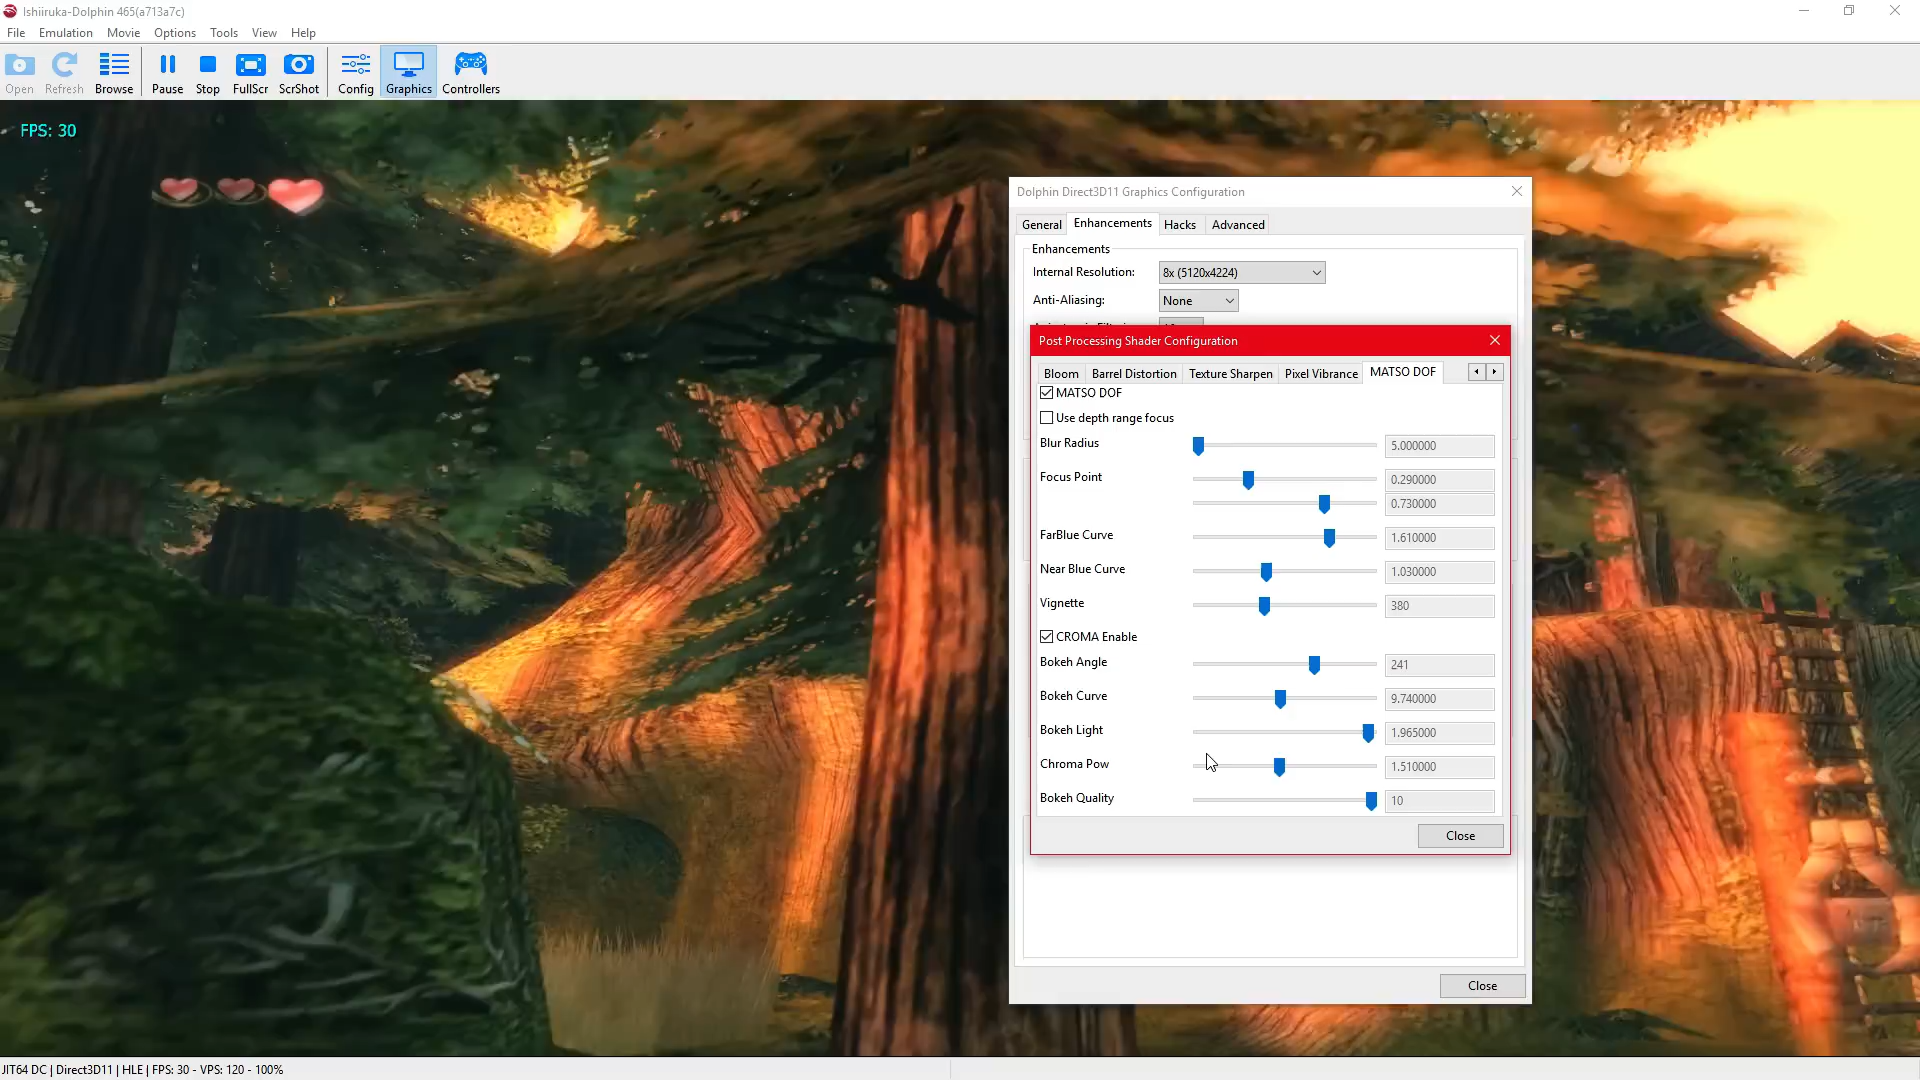 Ishiiruka-Dolphin 465(a713a7c)
File Emulation Movie Options Tools View Help
Open Refresh Browse Pause Stop FullScr ScrShot Config Graphics Controllers
FPS: 30
Dolphin Direct3D11 Graphics Configuration
General Enhancements Hacks Advanced
Enhancements
Internal Resolution: 8x (5120x4224)
Anti-Aliasing: None
Post Processing Shader Configuration
Bloom Barrel Distortion Texture Sharpen Pixel Vibrance MATSO DOF
MATSO DOF
Use depth range focus
Blur Radius 5.000000
Focus Point 0.290000
0.730000
FarBlue Curve 1.610000
Near Blue Curve 1.030000
Vignette 380
CROMA Enable
Bokeh Angle 241
Bokeh Curve 9.740000
Bokeh Light 1.965000
Chroma Pow 1.510000
Bokeh Quality 10
Close
Close
JIT64 DC | Direct3D11 | HLE | FPS: 30 - VPS: 120 - 100%